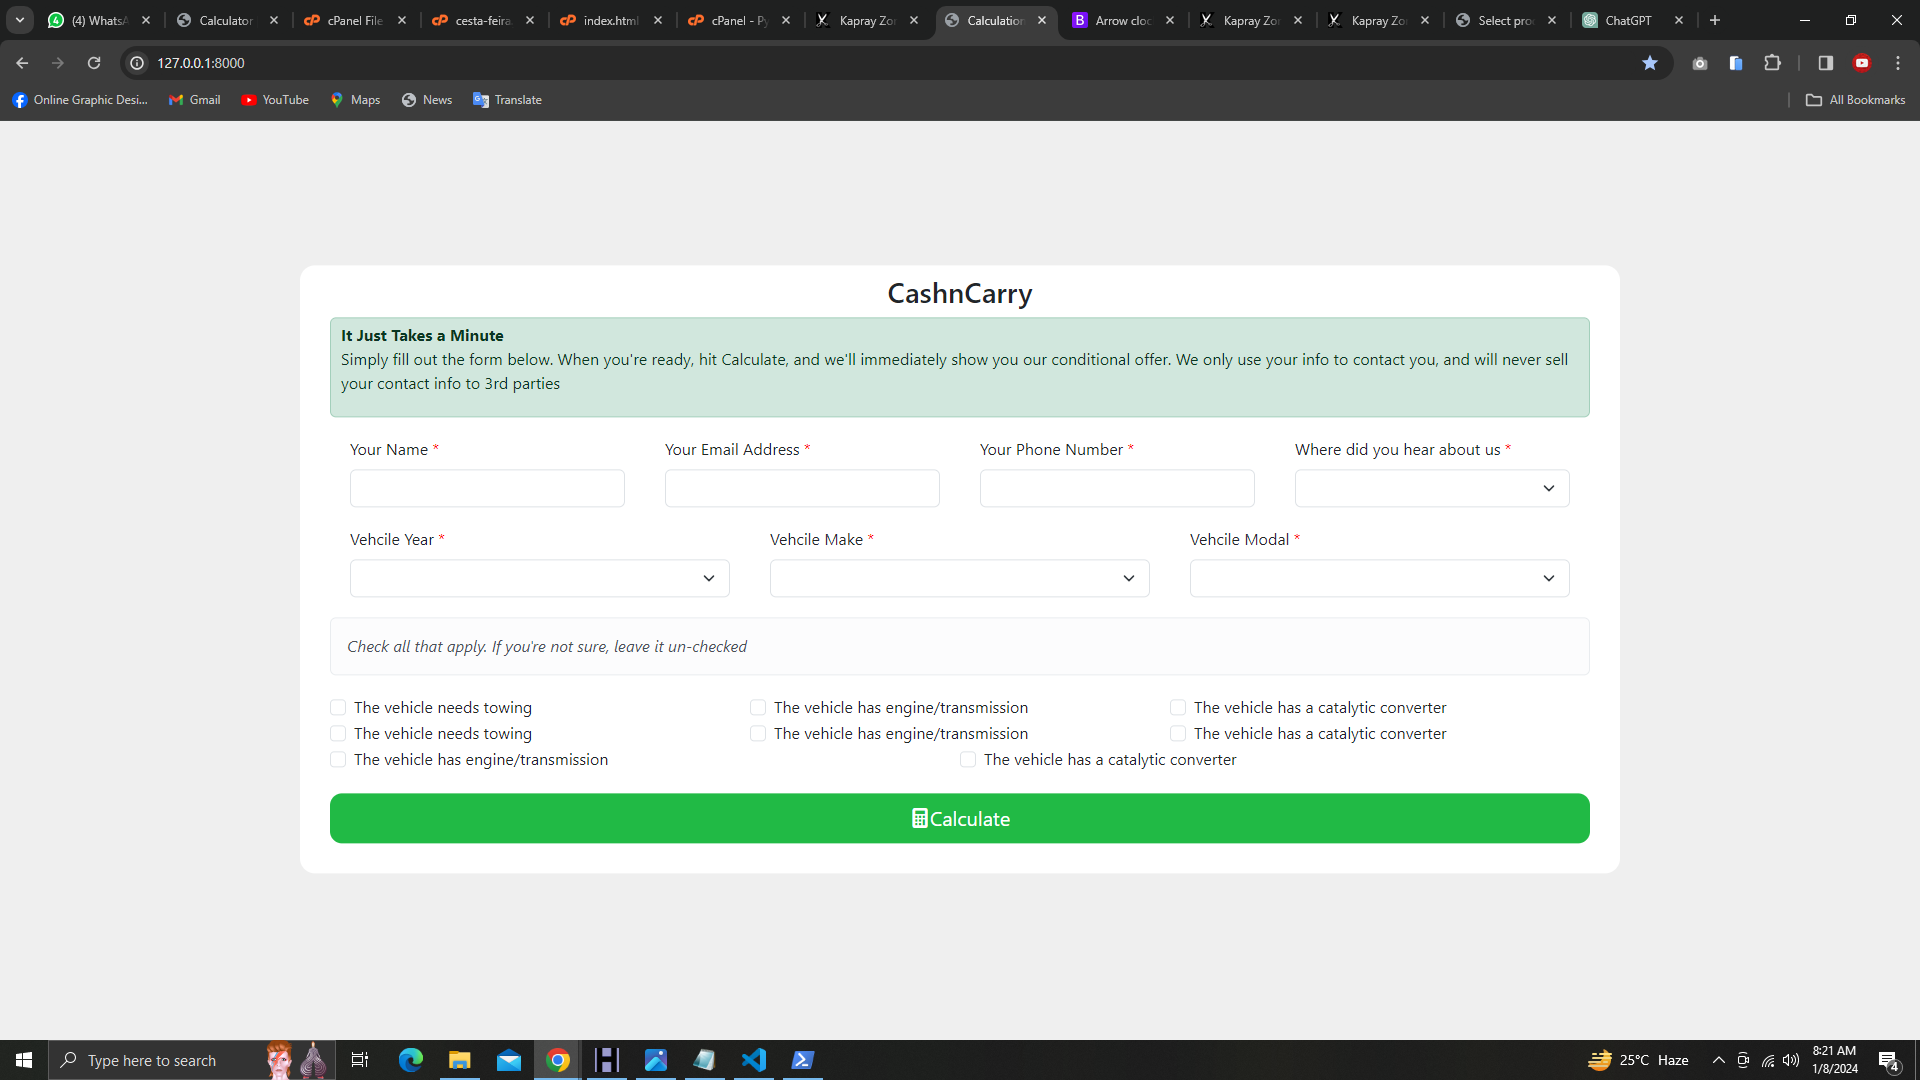 (4) WhatsA
Calculator
cPanel File
cesta-feira.
index.html
cPanel - Py
Kapray Zo
Calculation
Arrow cloc
Kapray Zo
Kapray Zo
Select pro
ChatGPT
127.0.0.1:8000
Online Graphic Desi...
Gmail
YouTube
Maps
News
Translate
All Bookmarks
CashnCarry
It Just Takes a Minute
Simply fill out the form below. When you're ready, hit Calculate, and we'll immediately show you our conditional offer. We only use your info to contact you, and will never sell
your contact info to 3rd parties
Your Name *
Your Email Address *
Your Phone Number *
Where did you hear about us *
Vehcile Year *
Vehcile Make *
Vehcile Modal *
Check all that apply. If you're not sure, leave it un-checked
The vehicle needs towing
The vehicle has engine/transmission
The vehicle has a catalytic converter
The vehicle needs towing
The vehicle has engine/transmission
The vehicle has a catalytic converter
The vehicle has engine/transmission
The vehicle has a catalytic converter
Calculate
Type here to search
25°C Haze
8:21 AM
1/8/2024
4